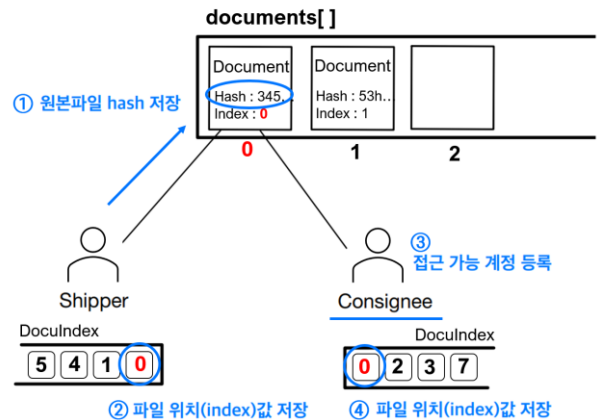 documents[ ]
Document
Hash : 345..
Index : 0
Document
Hash : 53h...
Index : 1
① 원본파일 hash 저장
0
1
2
③
접근 가능 계정 등록
Shipper
Consignee
DocuIndex
5 4 1 0
DocuIndex
0 2 3 7
② 파일 위치(index)값 저장
④ 파일 위치(index)값 저장